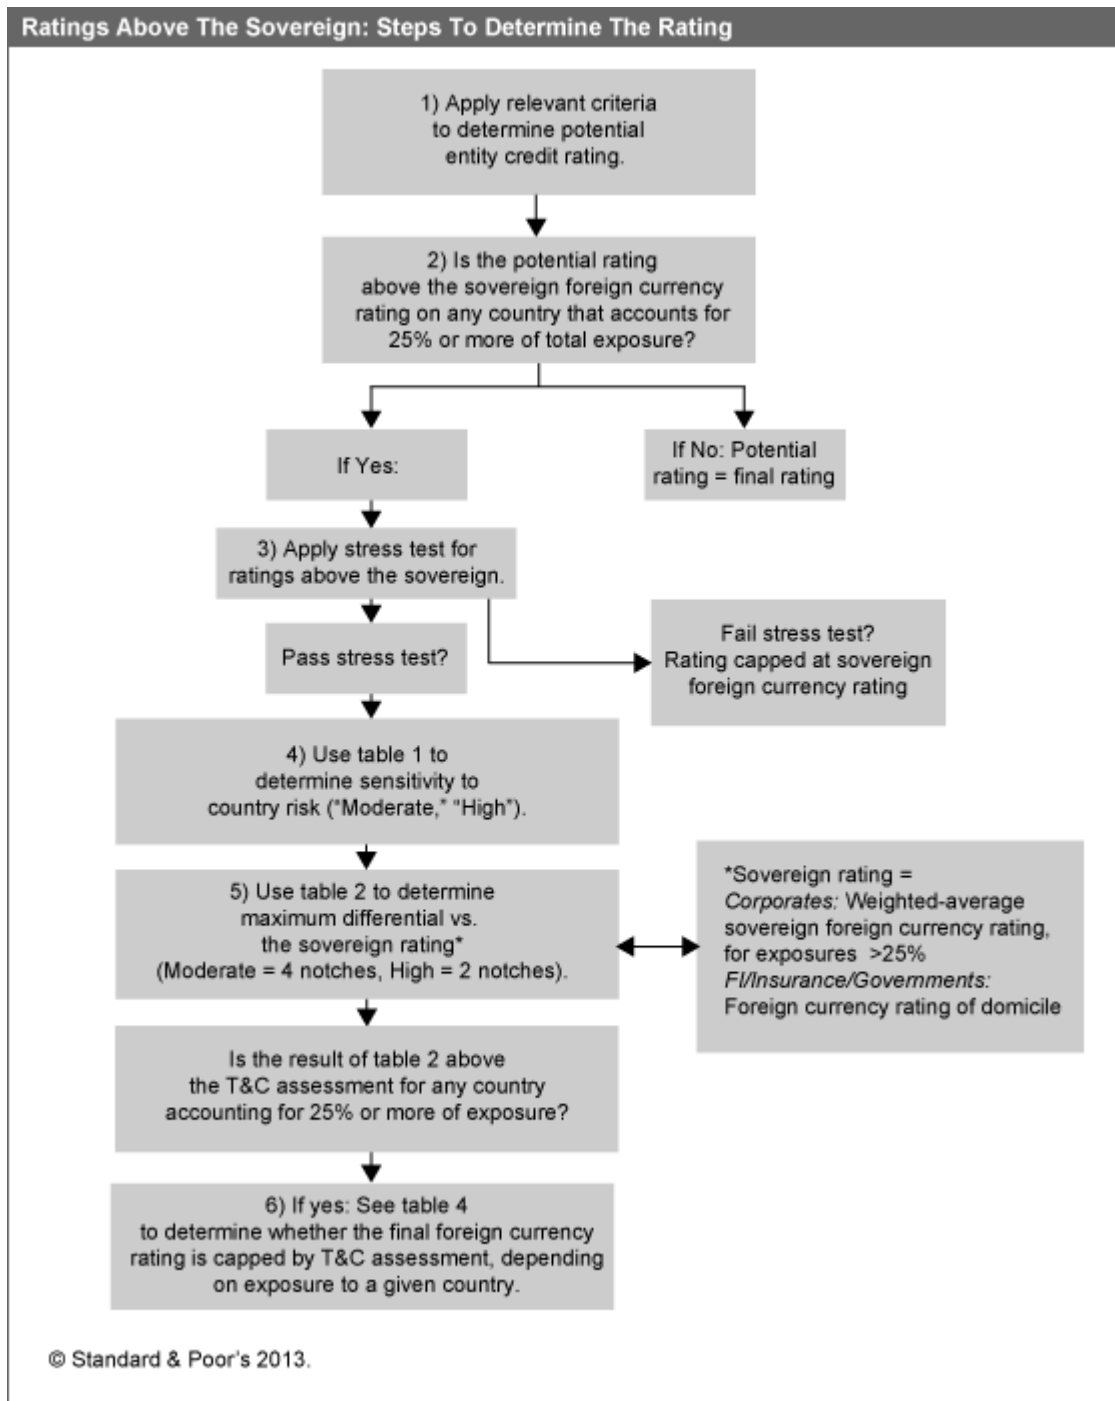 Ratings Above The Sovereign: Steps To Determine The Rating
1) Apply relevant criteria
to determine potential
entity credit rating.
2) Is the potential rating
above the sovereign foreign currency
rating on any country that accounts for
25% or more of total exposure?
If Yes:
If No: Potential
rating = final rating
3) Apply stress test for
ratings above the sovereign.
Pass stress test?
Fail stress test?
Rating capped at sovereign
foreign currency rating
4) Use table 1 to
determine sensitivity to
country risk (“Moderate,” “High”).
5) Use table 2 to determine
maximum differential vs.
the sovereign rating*
(Moderate = 4 notches, High = 2 notches).
*Sovereign rating =
Corporates: Weighted-average
sovereign foreign currency rating,
for exposures >25%
FI/Insurance/Governments:
Foreign currency rating of domicile
Is the result of table 2 above
the T&C assessment for any country
accounting for 25% or more of exposure?
6) If yes: See table 4
to determine whether the final foreign currency
rating is capped by T&C assessment, depending
on exposure to a given country.
© Standard & Poor's 2013.